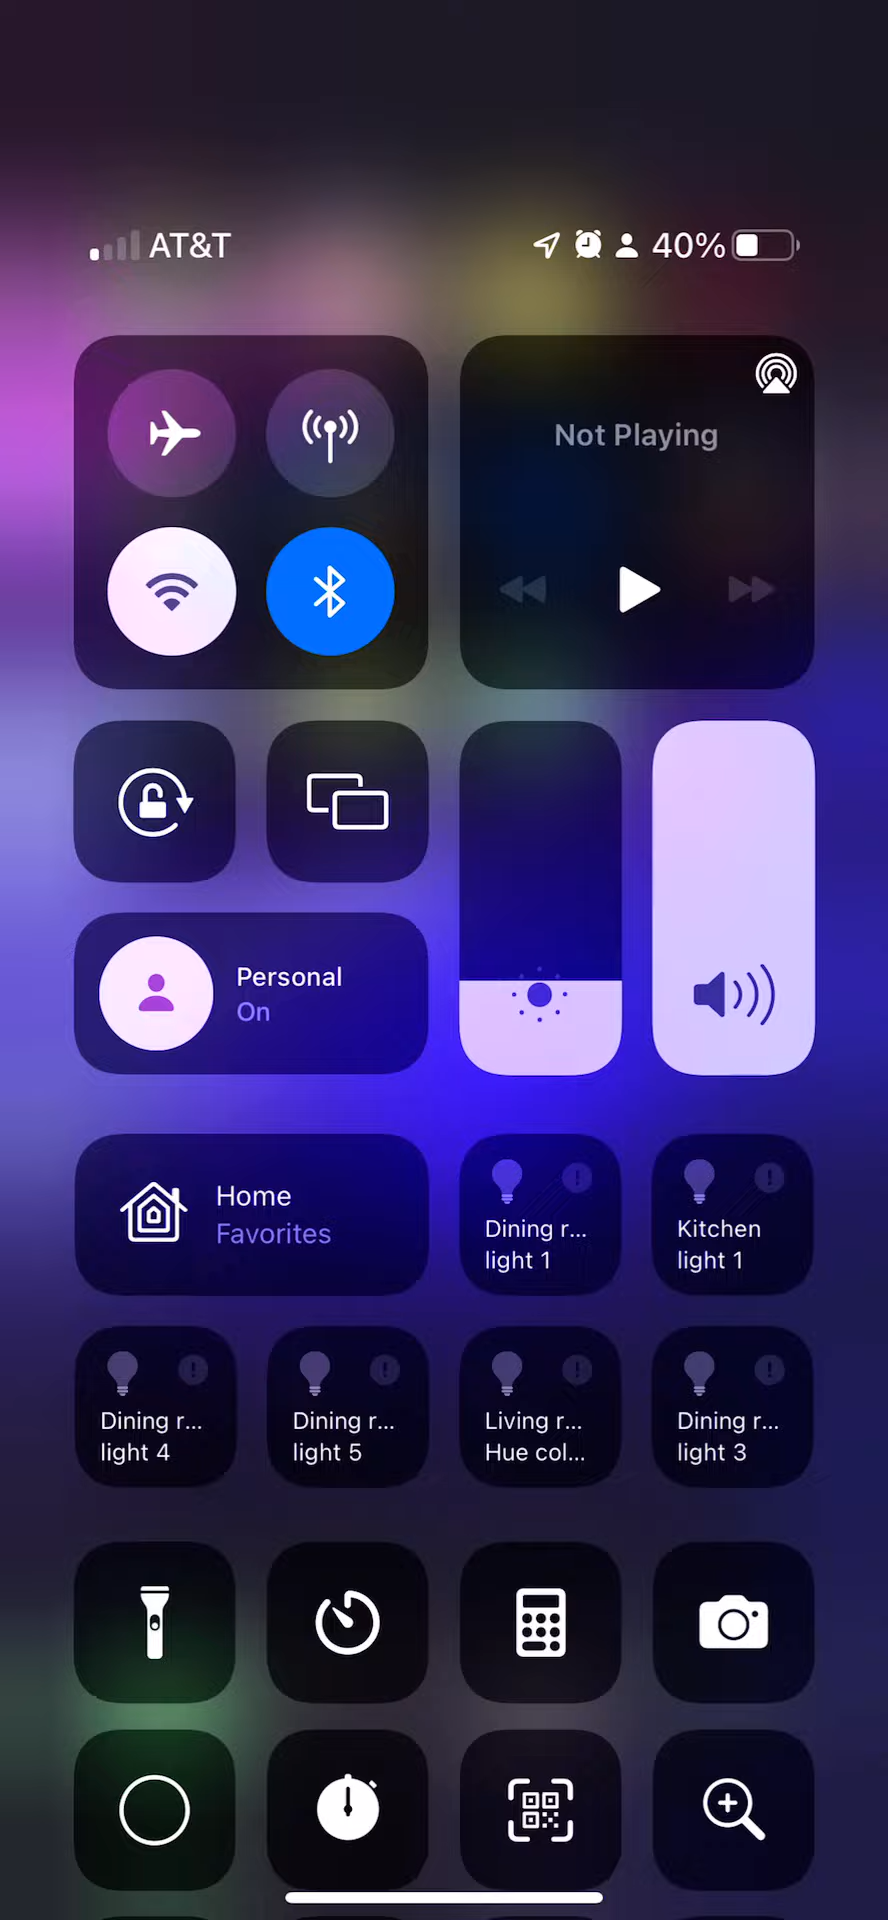 AT&T
40%
Not Playing
Personal
On
Home
Favorites
Dining r...
light 1
Kitchen
light 1
Dining r...
light 4
Dining r...
light 5
Living r...
Hue col...
Dining r...
light 3